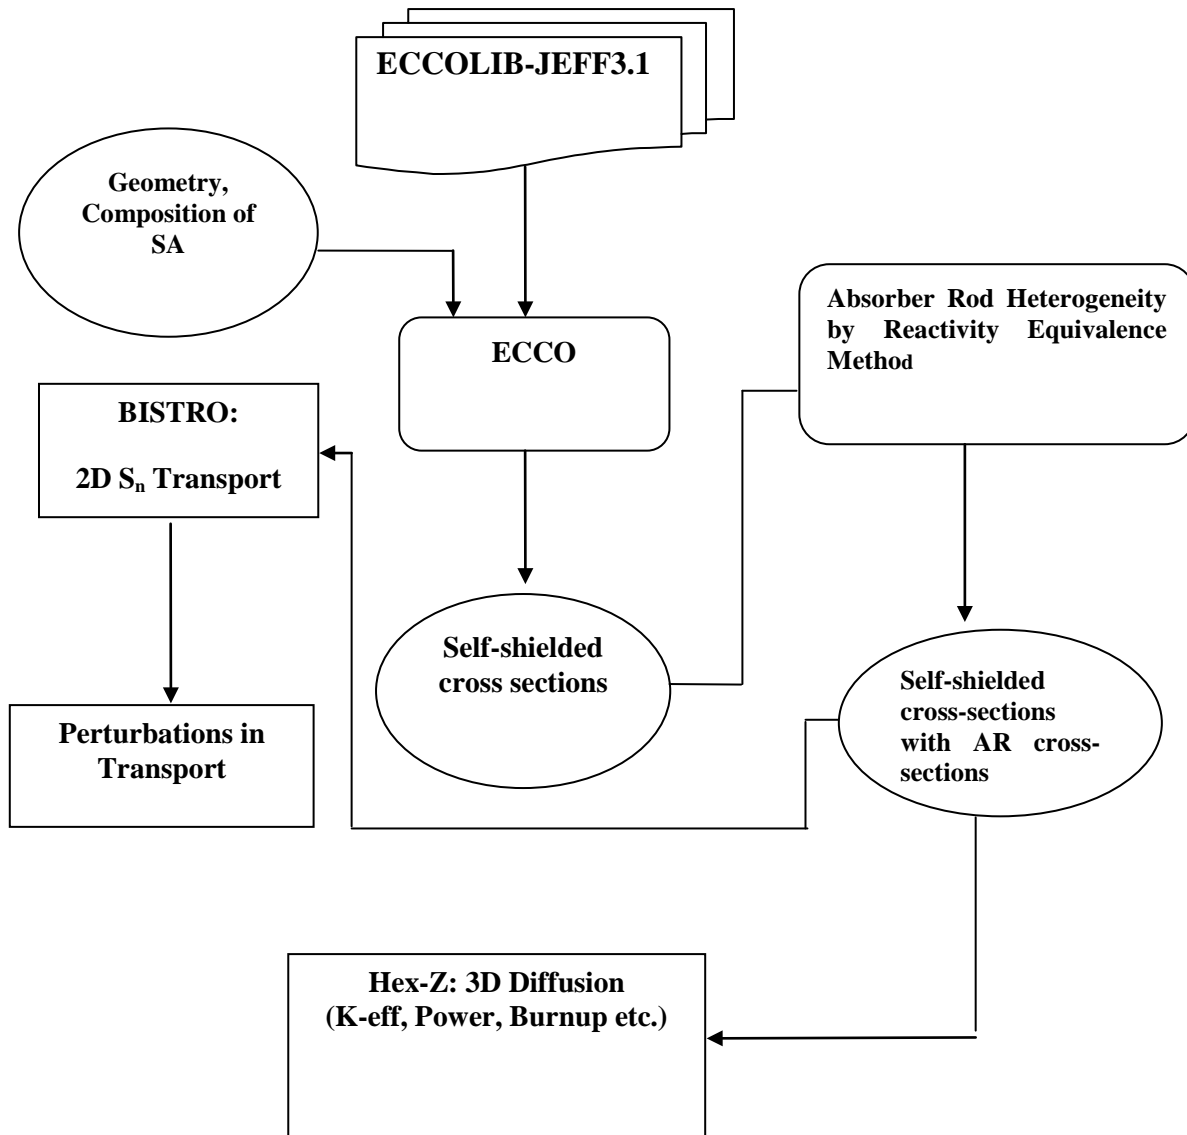 ECCOLIB-JEFF3.1
Geometry,
Composition of
SA
Absorber Rod Heterogeneity
by Reactivity Equivalence
Method
ECCO
BISTRO:
2D Sn Transport
Self-shielded
cross sections
Self-shielded
cross-sections
with AR cross-
sections
Perturbations in
Transport
Hex-Z: 3D Diffusion
(K-eff, Power, Burnup etc.)